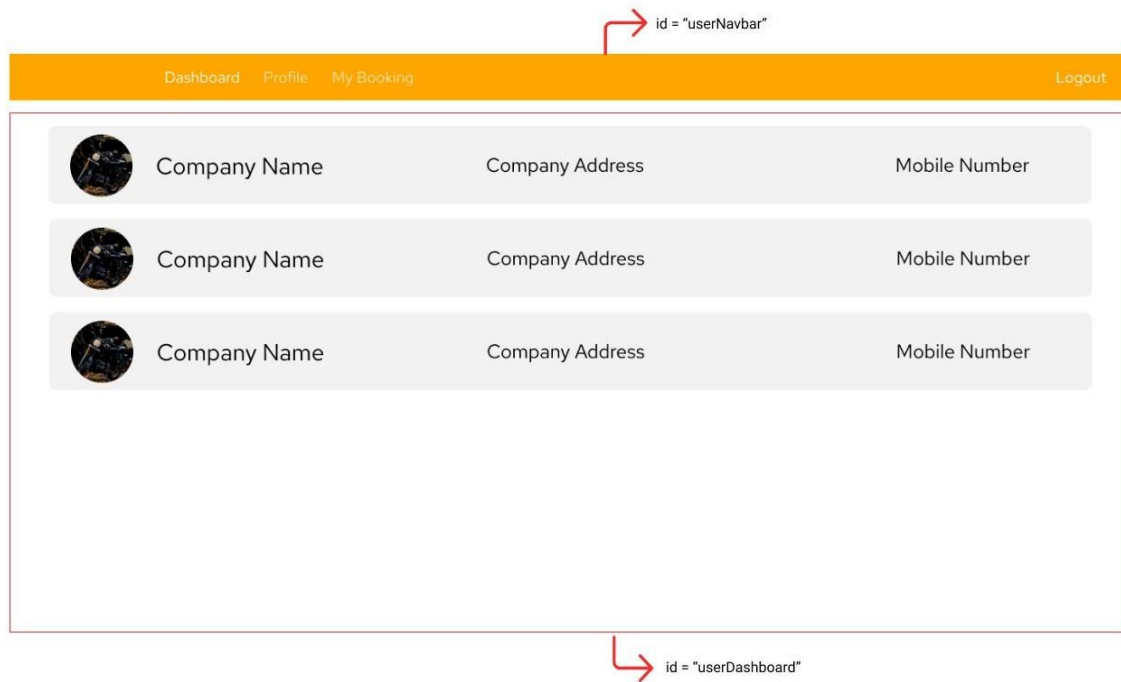 id = “userNavbar”
Dashboard Profile My Booking Logout
Company Name Company Address Mobile Number
Company Name Company Address Mobile Number
Company Name Company Address Mobile Number
id = “userDashboard”